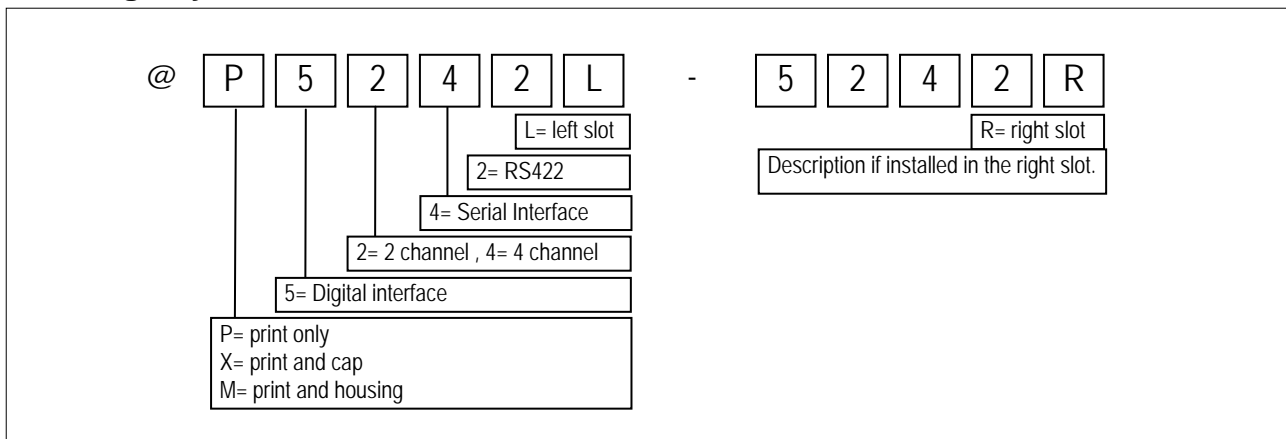 @ P 5 2 4 2 L - 5 2 4 2 R
L= left slot
R= right slot
2= RS422
Description if installed in the right slot.
4= Serial Interface
2= 2 channel , 4= 4 channel
5= Digital interface
P= print only
X= print and cap
M= print and housing